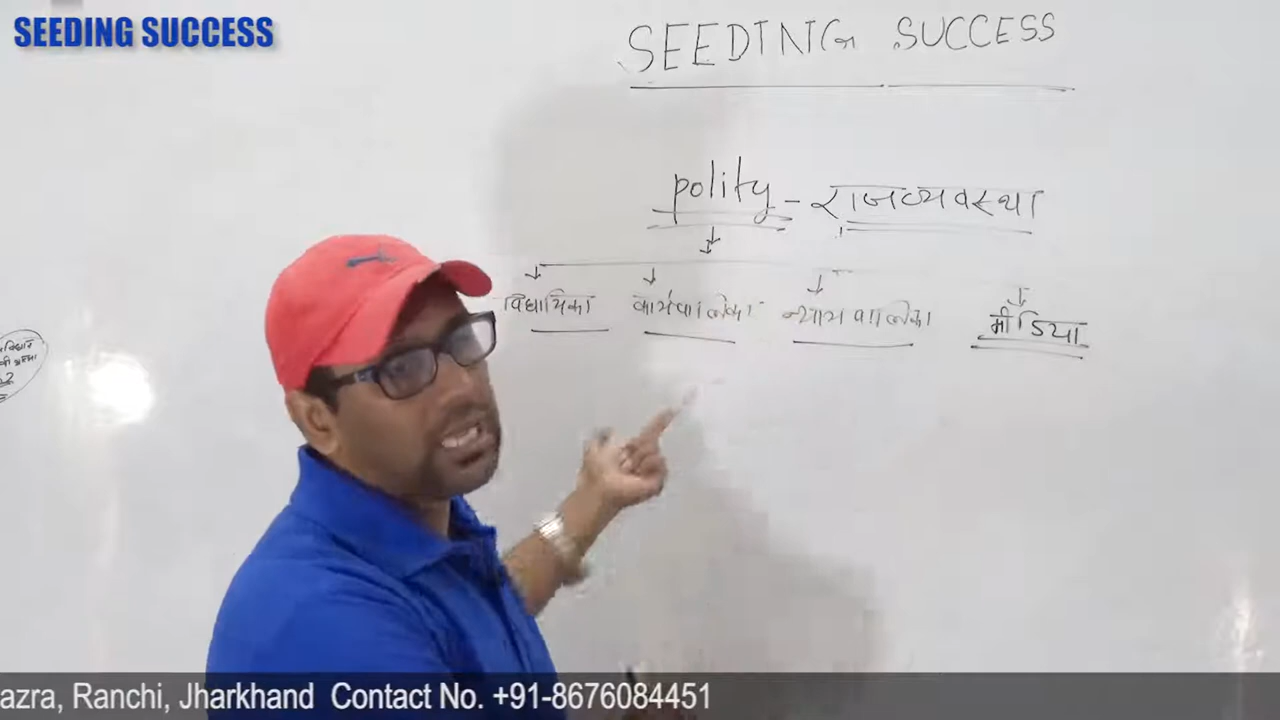 SEEDING SUCCESS
SEEDING SUCCESS
polity - राजव्यवस्था
विधायिका कार्यपालिका न्यायपालिका मीडिया
azra, Ranchi, Jharkhand Contact No. +91-8676084451